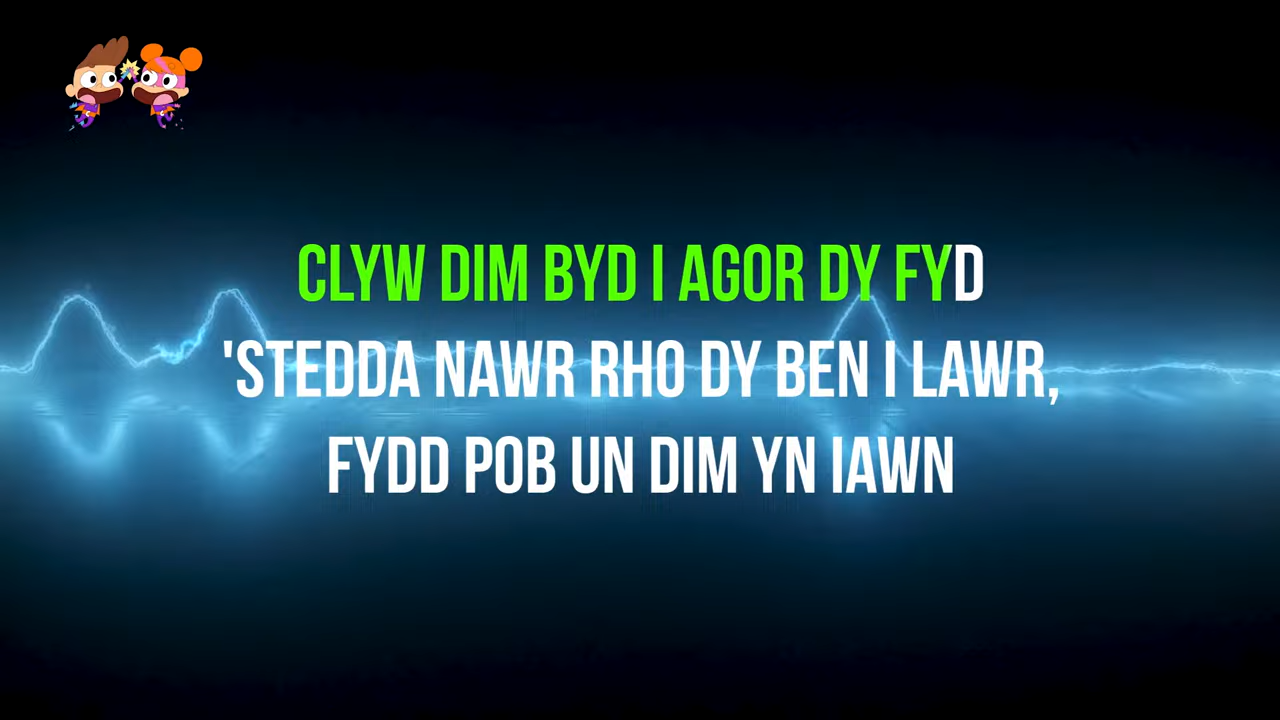 CLYW DIM BYD I AGOR DY FYD
'STEDDA NAWR RHO DY BEN I LAWR,
FYDD POB UN DIM YN IAWN